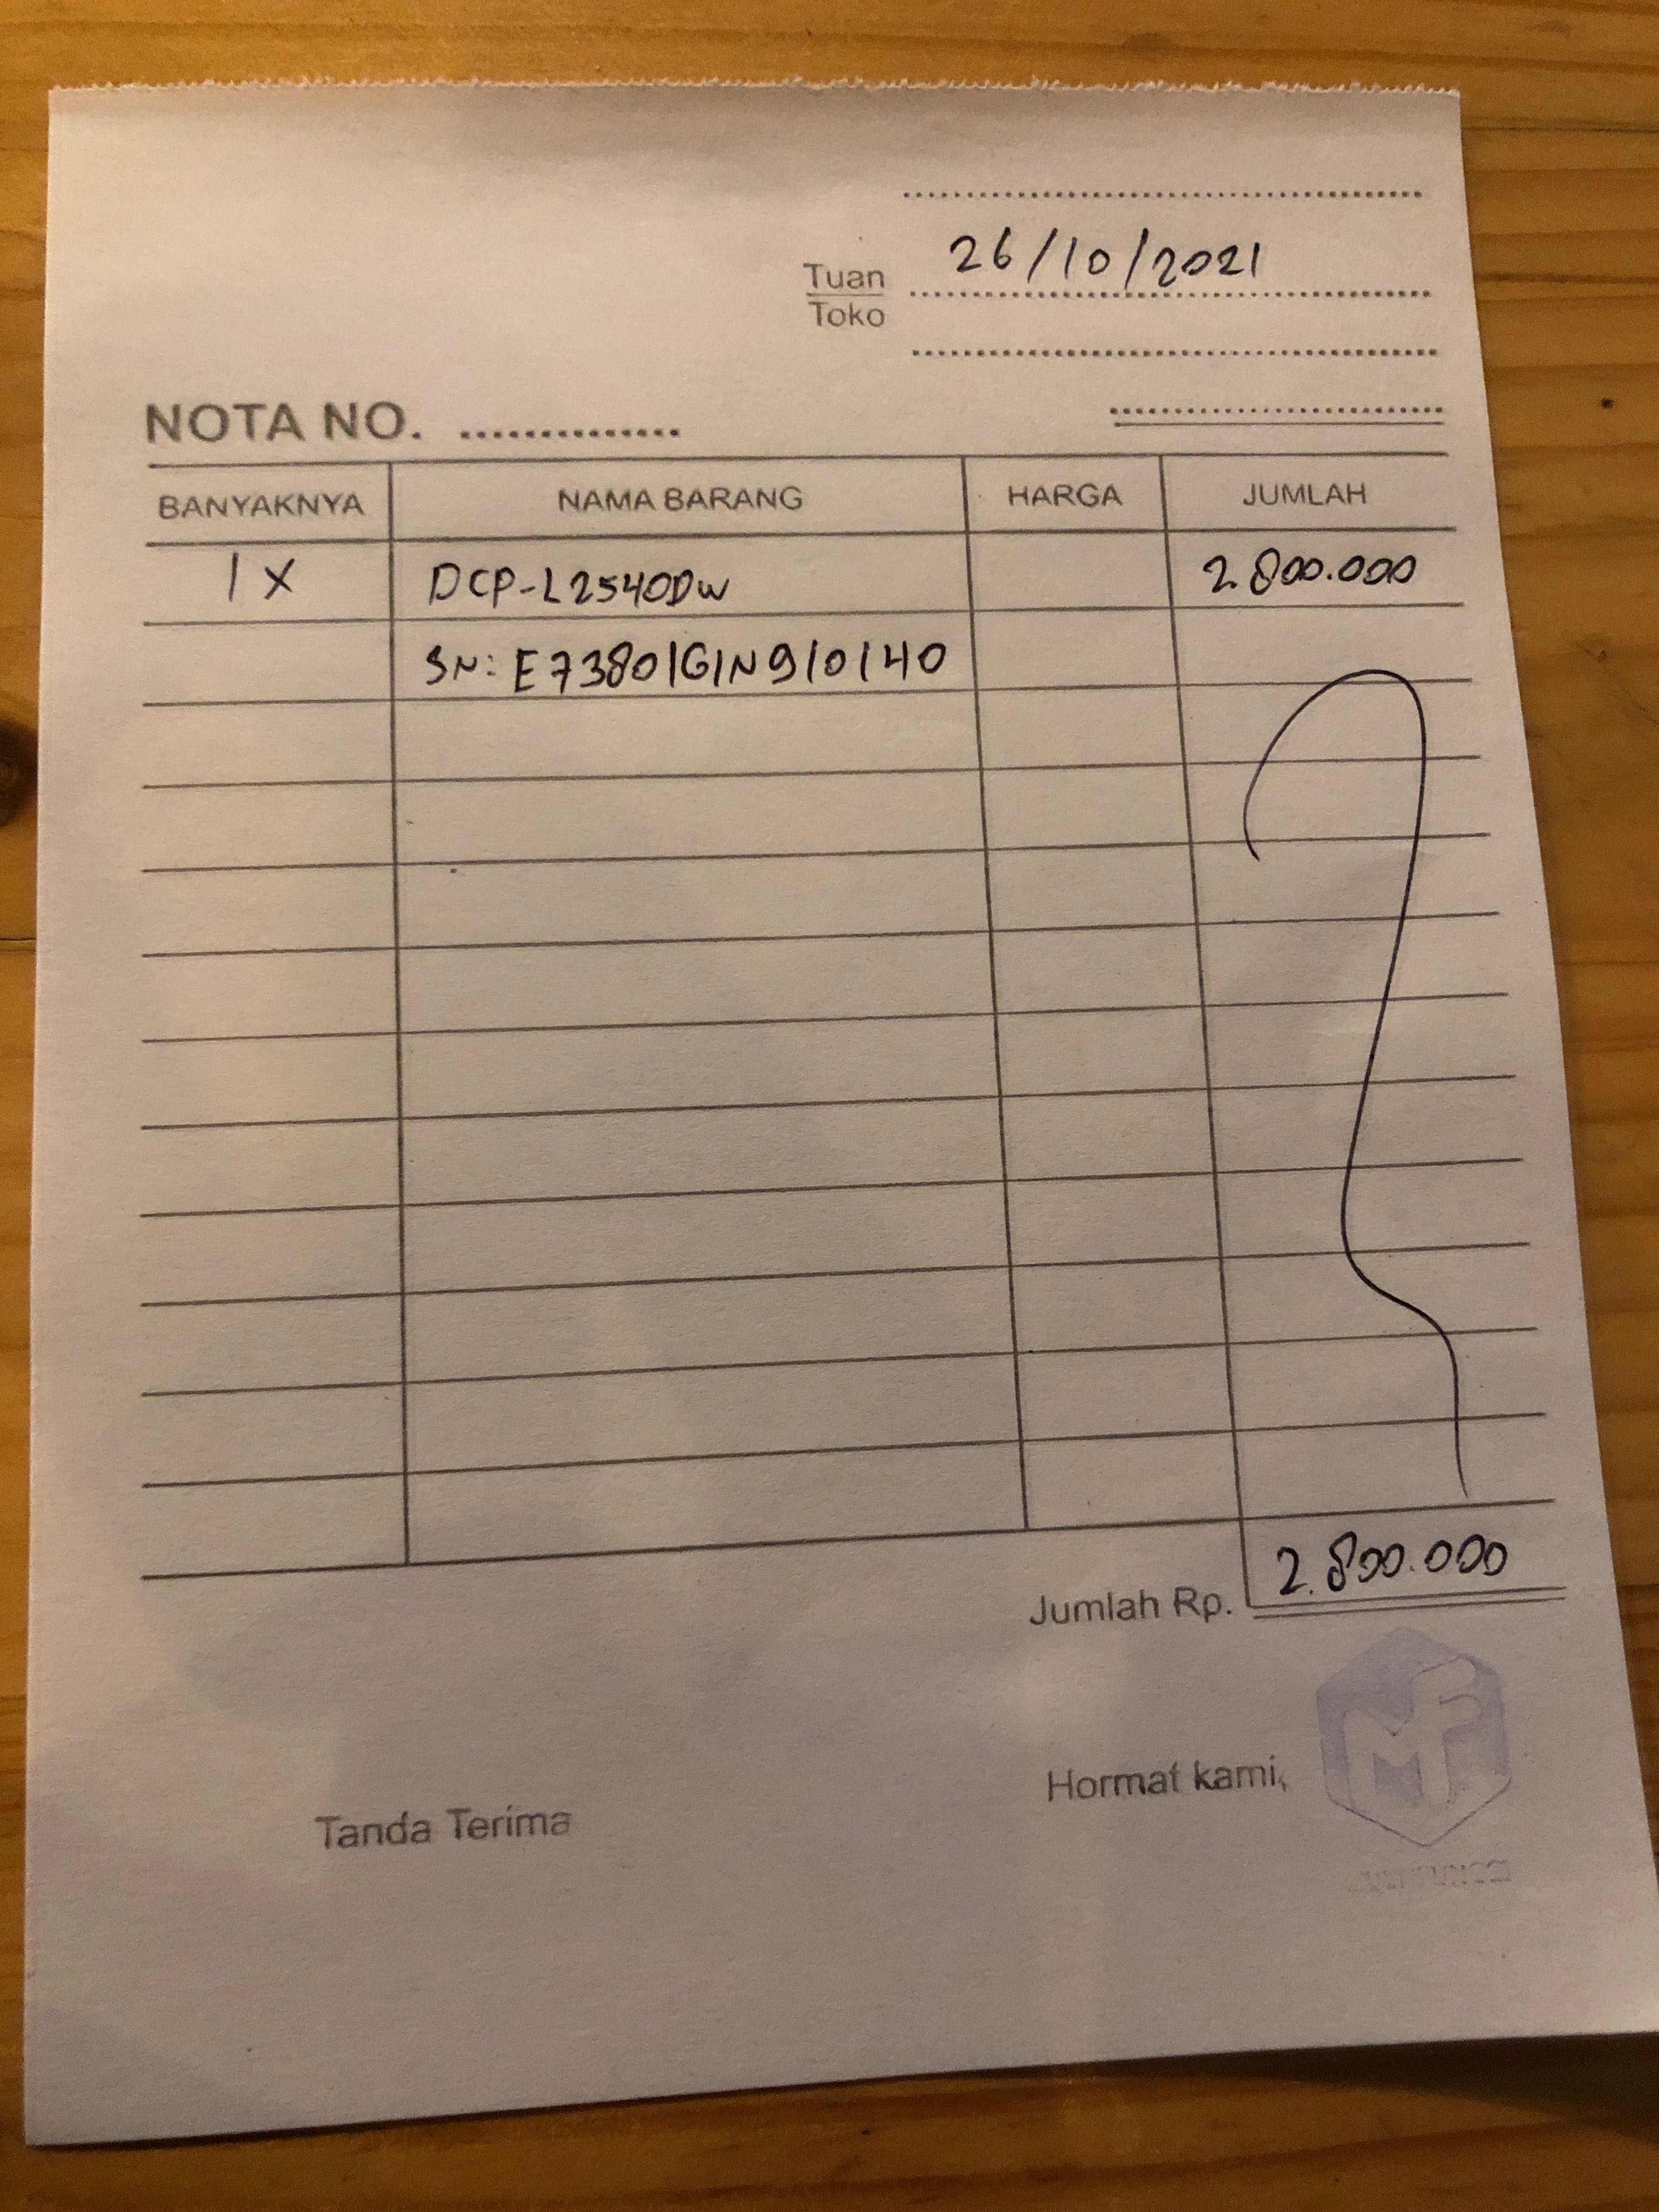 26/10/2021
Tuan
Toko
NOTA NO. ..............
BANYAKNYA NAMA BARANG HARGA JUMLAH
1 X DCP-L2540DW 2.800.000
SN: E73801G1N910140
Jumlah Rp. 2.800.000
Hormat kami,
MF
Tanda Terima